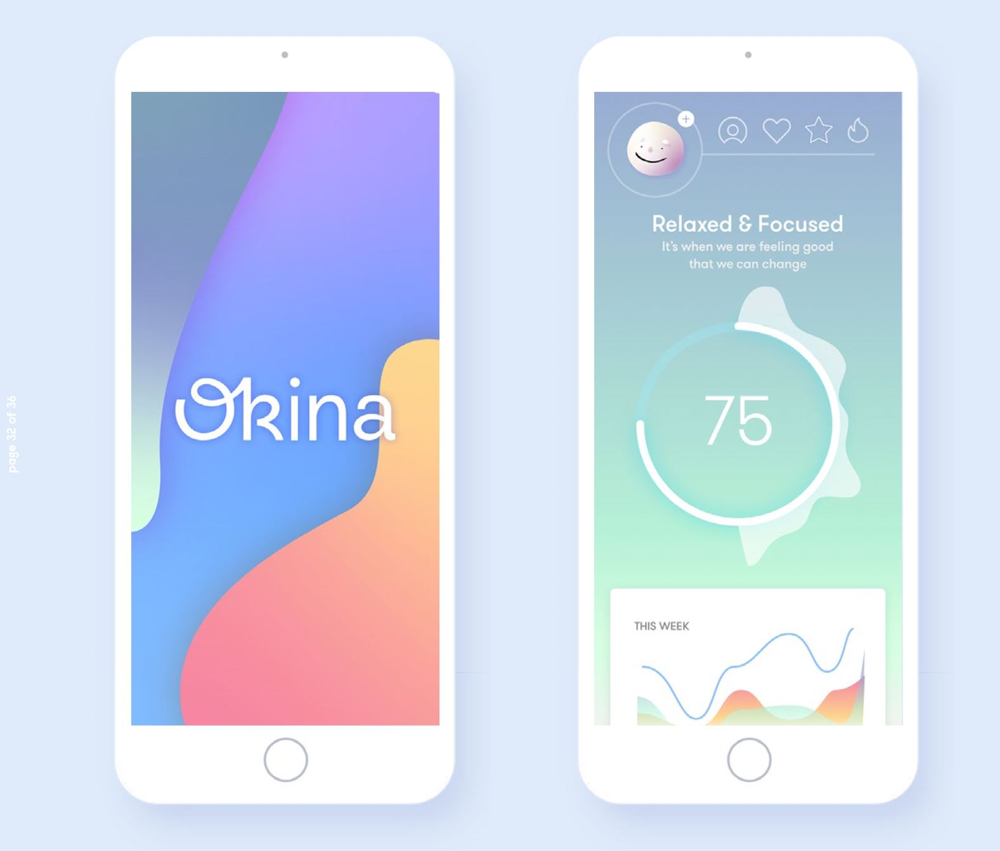 Okina
Relaxed & Focused
It's when we are feeling good
that we can change
75
THIS WEEK
page 32 of 36